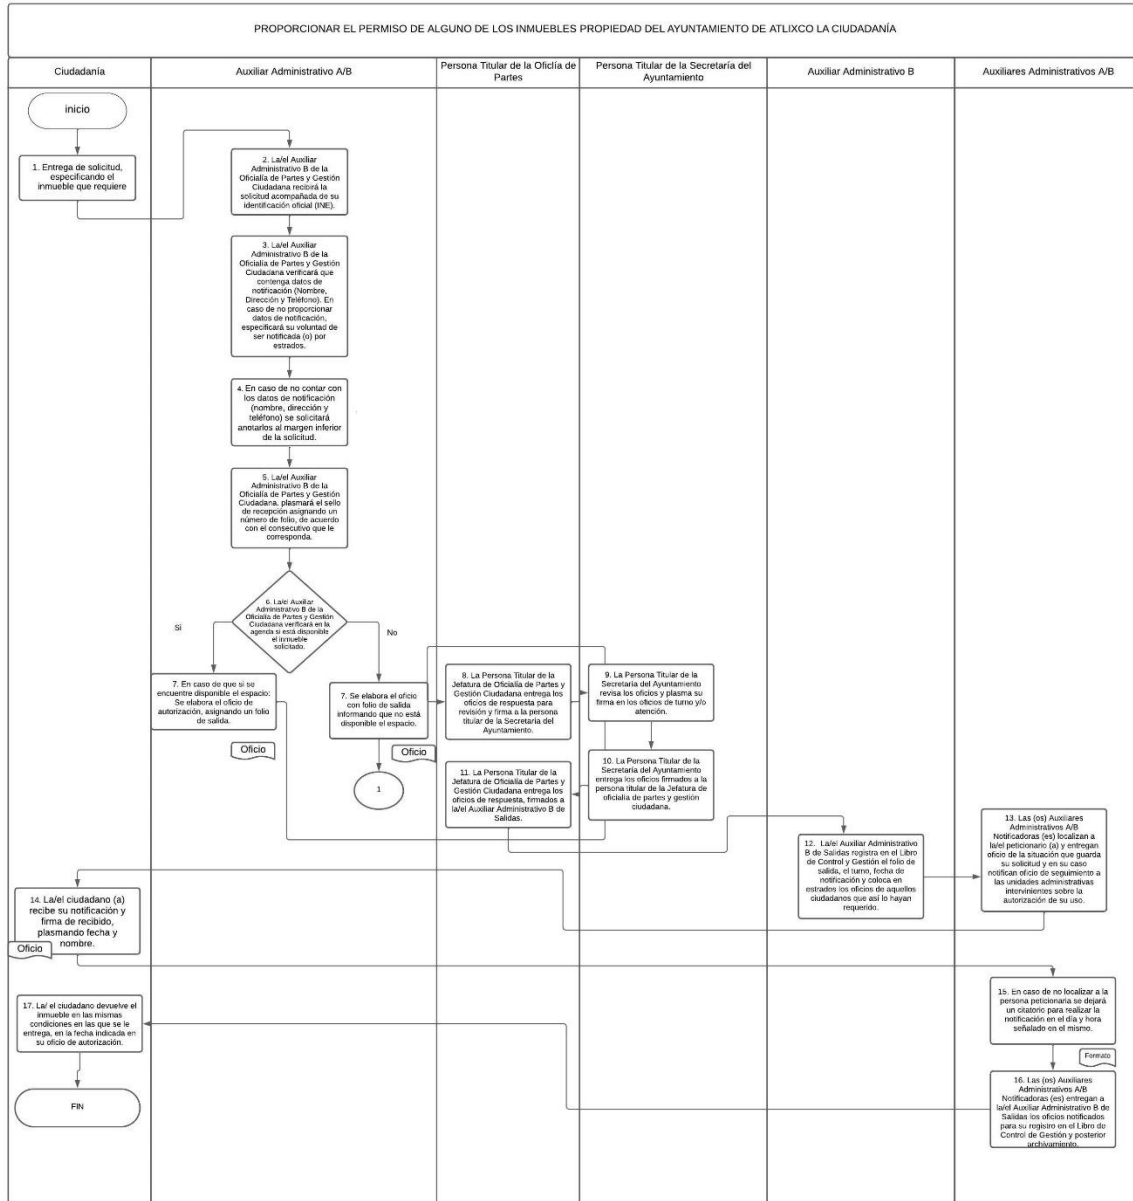 PROPORCIONAR EL PERMISO DE ALGUNO DE LOS INMUEBLES PROPIEDAD DEL AYUNTAMIENTO DE ATLIXCO LA CIUDADANÍA
Ciudadanía
Auxiliar Administrativo A/B
Persona Titular de la Oficlía de
Partes
Persona Titular de la Secretaría del
Ayuntamiento
Auxiliar Administrativo B
Auxiliares Administrativos A/B
inicio
1. Entrega de solicitud,
especificando el
inmueble que requiere
2. La/el Auxiliar
Administrativo B de la
Oficialía de Partes y Gestión
Ciudadana recibirá la
solicitud acompañada de su
identificación oficial (INE).
3. La/el Auxiliar
Administrativo B de la
Oficialía de Partes y Gestión
Ciudadana verificará que
contenga datos de
notificación (Nombre,
Dirección y Teléfono). En
caso de no proporcionar
datos de notificación,
especificará su voluntad de
ser notificada (o) por
estrados.
4. En caso de no contar con
los datos de notificación
(nombre, dirección y
teléfono) se solicitará
anotarlos al margen inferior
de la solicitud.
5. La/el Auxiliar
Administrativo B de la
Oficialía de Partes y Gestión
Ciudadana. plasmará el sello
de recepción asignando un
número de folio, de acuerdo
con el consecutivo que le
corresponda.
6. La/el Auxiliar
Administrativo B de la
Oficialía de Partes y Gestión
Ciudadana verificará en la
agenda si está disponible
el inmueble
solicitado.
Si
No
7. En caso de que si se
encuentre disponible el espacio:
Se elabora el oficio de
autorización, asignando un folio
de salida.
Oficio
7. Se elabora el oficio
con folio de salida
informando que no está
disponible el espacio.
Oficio
1
8. La Persona Titular de la
Jefatura de Oficialía de Partes y
Gestión Ciudadana entrega los
oficios de respuesta para
revisión y firma a la persona
titular de la Secretaría del
Ayuntamiento.
9. La Persona Titular de la
Secretaría del Ayuntamiento
revisa los oficios y plasma su
firma en los oficios de turno y/o
atención.
10. La Persona Titular de la
Secretaría del Ayuntamiento
entrega los oficios firmados a la
persona titular de la Jefatura de
oficialía de partes y gestión
ciudadana.
11. La Persona Titular de la
Jefatura de Oficialía de Partes y
Gestión Ciudadana entrega los
oficios de respuesta, firmados a
la/el Auxiliar Administrativo B de
Salidas.
12. La/el Auxiliar Administrativo
B de Salidas registra en el Libro
de Control y Gestión el folio de
salida, el turno, fecha de
notificación y coloca en
estrados los oficios de aquellos
ciudadanos que así lo hayan
requerido.
13. Las (os) Auxiliares
Administrativos A/B
Notificadoras (es) localizan a
la/el peticionario (a) y entregan
oficio de la situación que guarda
su solicitud y en su caso
notifican oficio de seguimiento a
las unidades administrativas
intervinientes sobre la
autorización de su uso.
14. La/el ciudadano (a)
recibe su notificación y
firma de recibido,
plasmando fecha y
nombre.
Oficio
15. En caso de no localizar a la
persona peticionaria se dejará
un citatorio para realizar la
notificación en el día y hora
señalado en el mismo.
Formato
16. Las (os) Auxiliares
Administrativos A/B
Notificadoras (es) entregan a
la/el Auxiliar Administrativo B de
Salidas los oficios notificados
para su registro en el Libro de
Control de Gestión y posterior
archivamiento.
17. La/ el ciudadano devuelve el
inmueble en las mismas
condiciones en las que se le
entrega, en la fecha indicada en
su oficio de autorización.
FIN